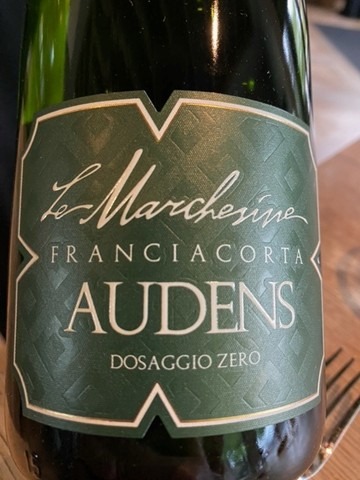 Le Marchesine
FRANCIACORTA
AUDENS
DOSAGGIO ZERO